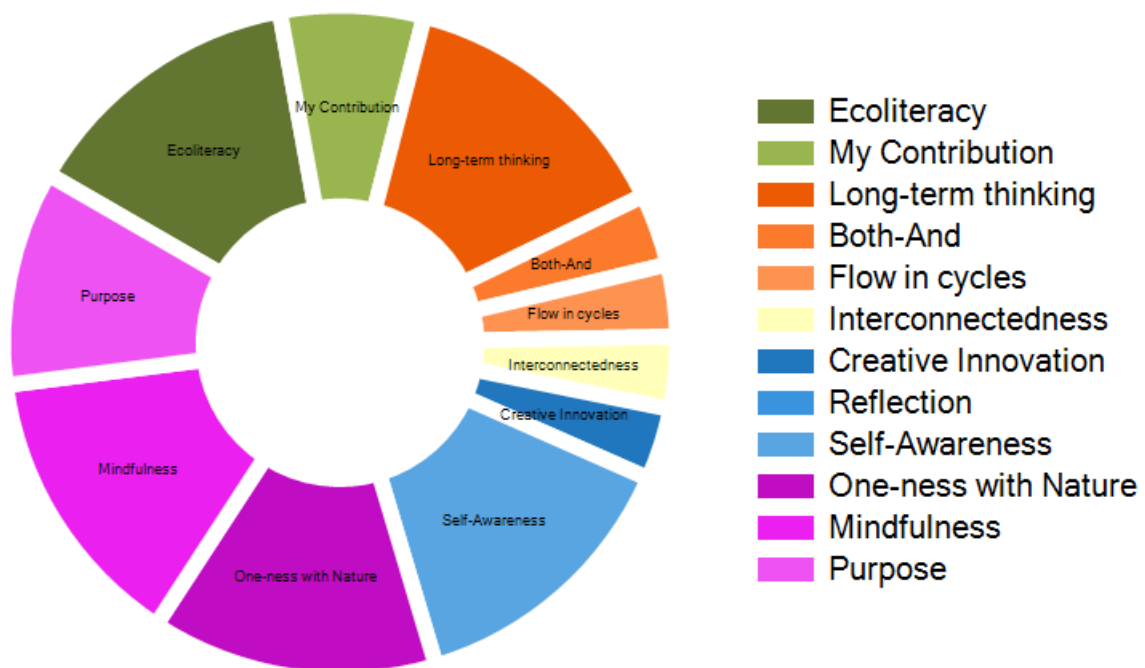 My Contribution
Ecoliteracy
Long-term thinking
Both-And
Purpose
Flow in cycles
Interconnectedness
Creative Innovation
Mindfulness
Self-Awareness
One-ness with Nature
Ecoliteracy
My Contribution
Long-term thinking
Both-And
Flow in cycles
Interconnectedness
Creative Innovation
Reflection
Self-Awareness
One-ness with Nature
Mindfulness
Purpose